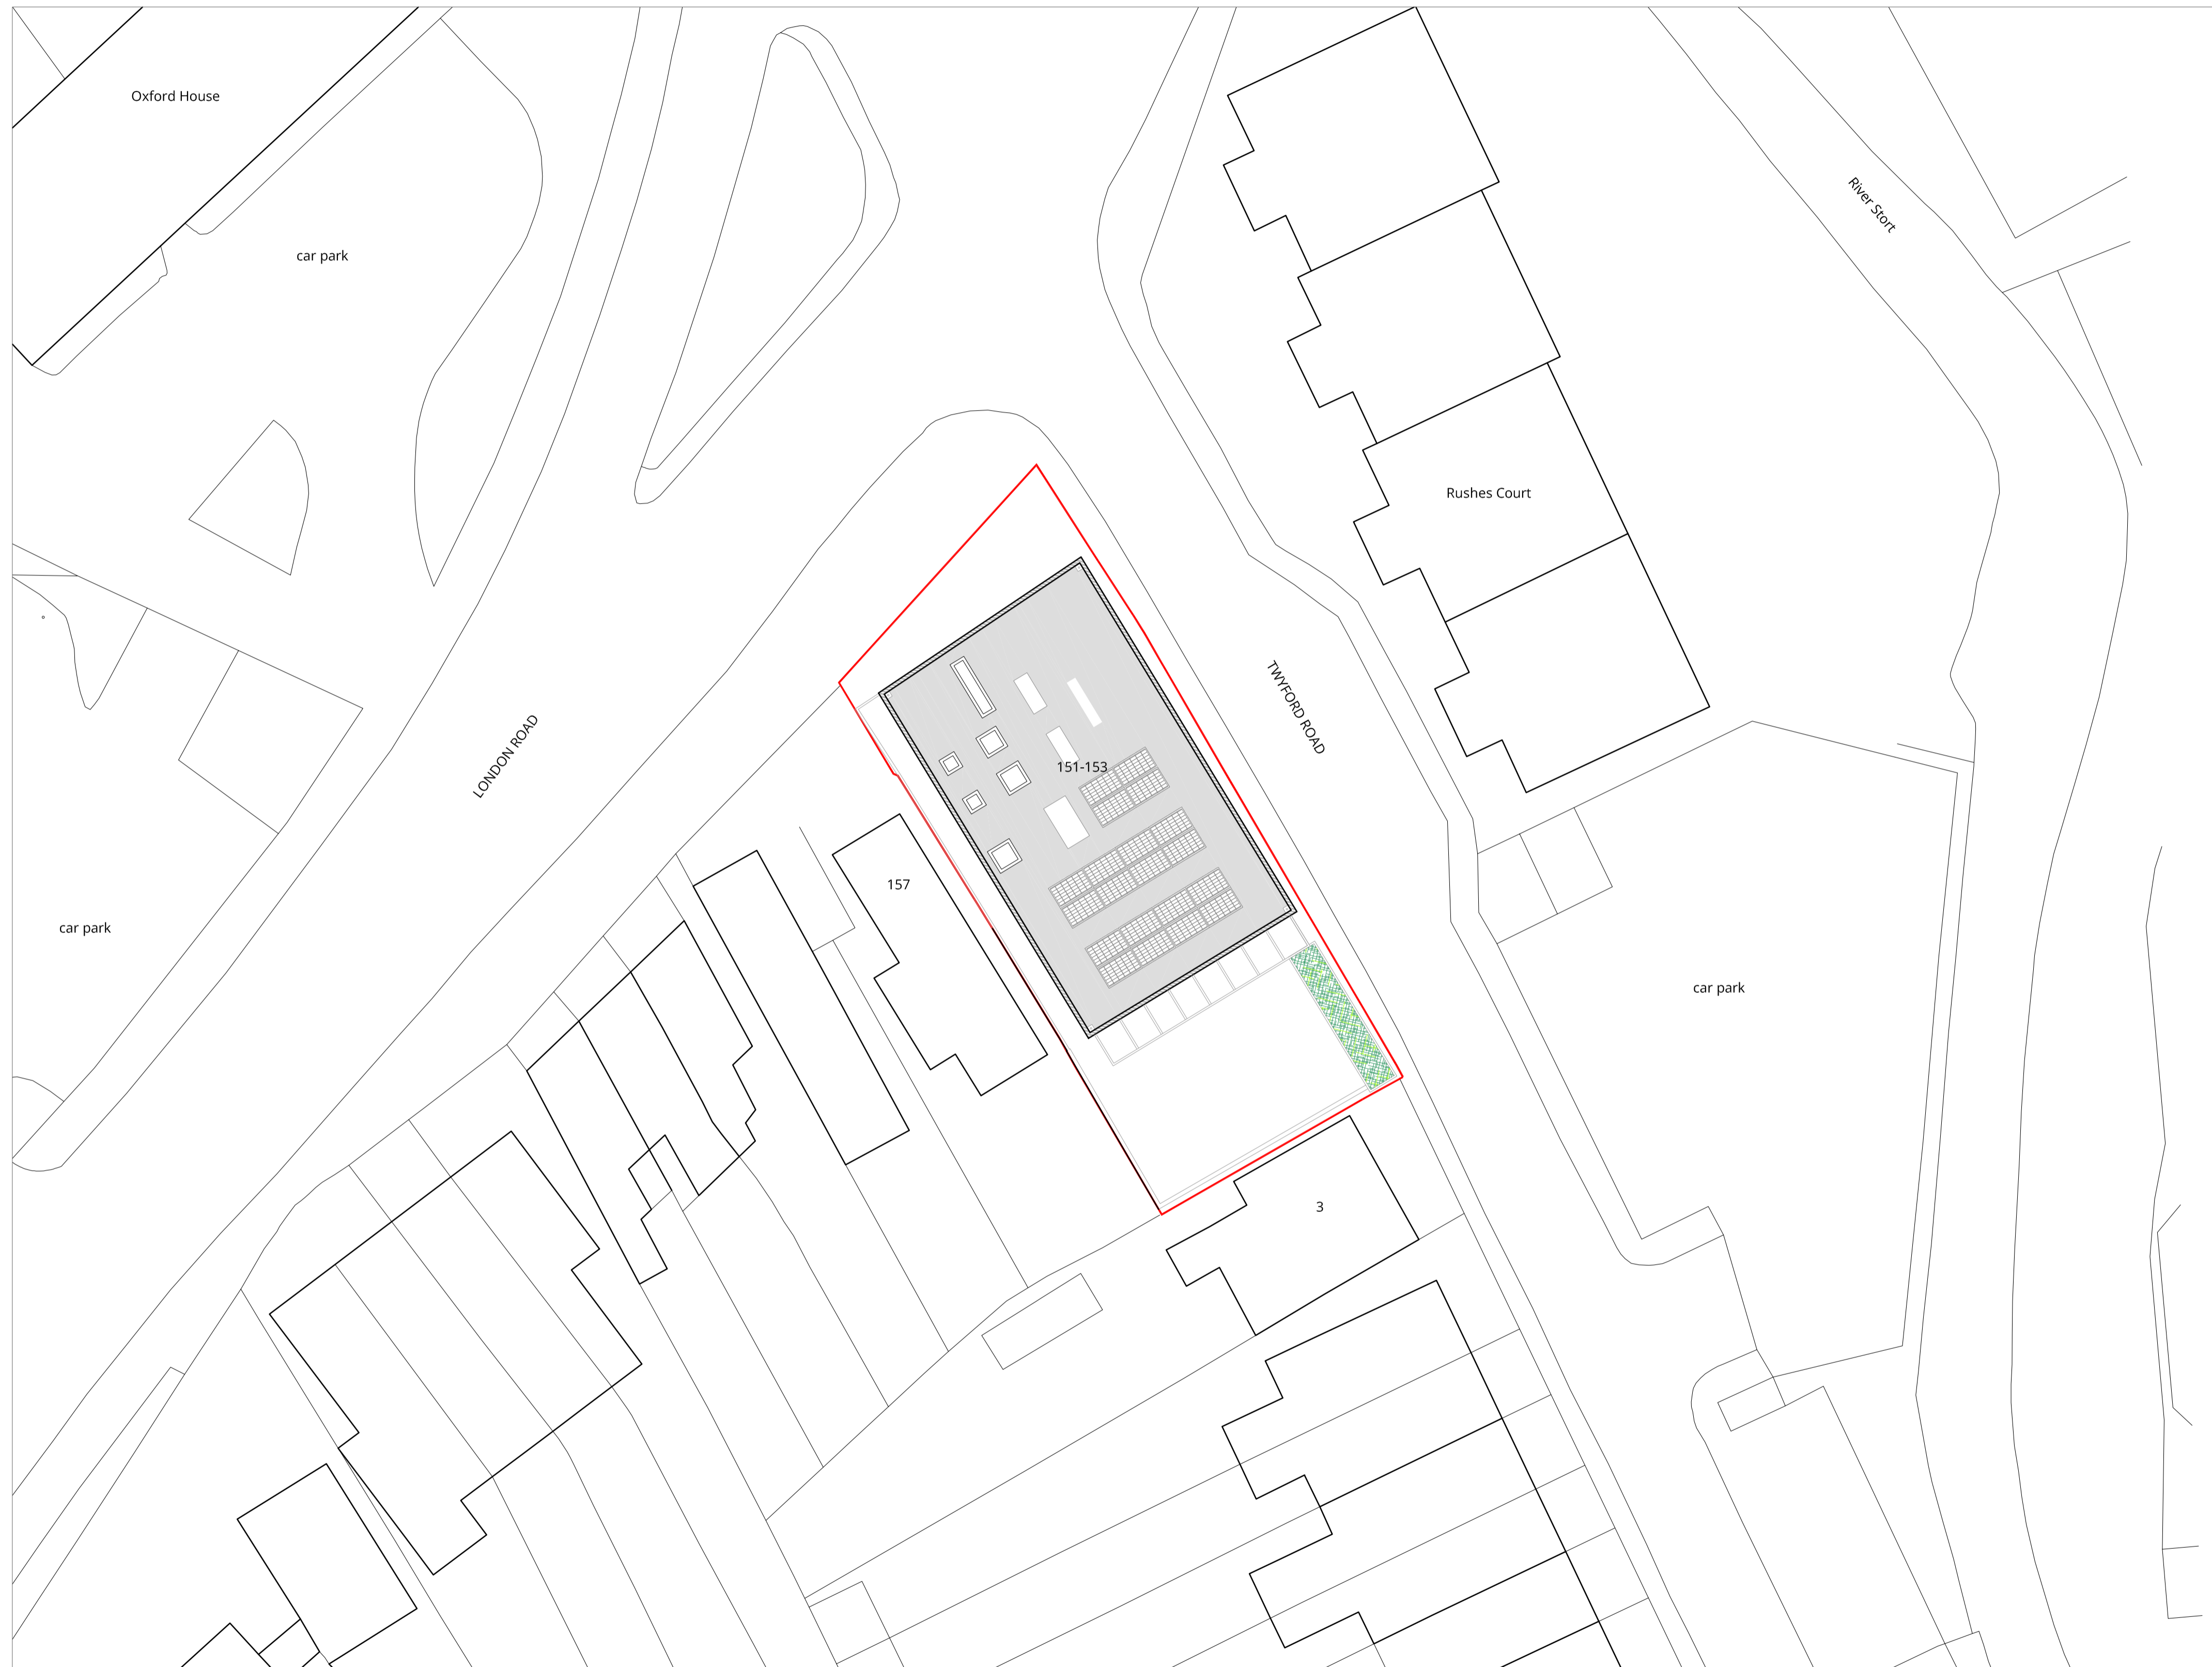 Oxford House
car park
River Stort
Rushes Court
TWYFORD ROAD
LONDON ROAD
151-153
157
car park
car park
3